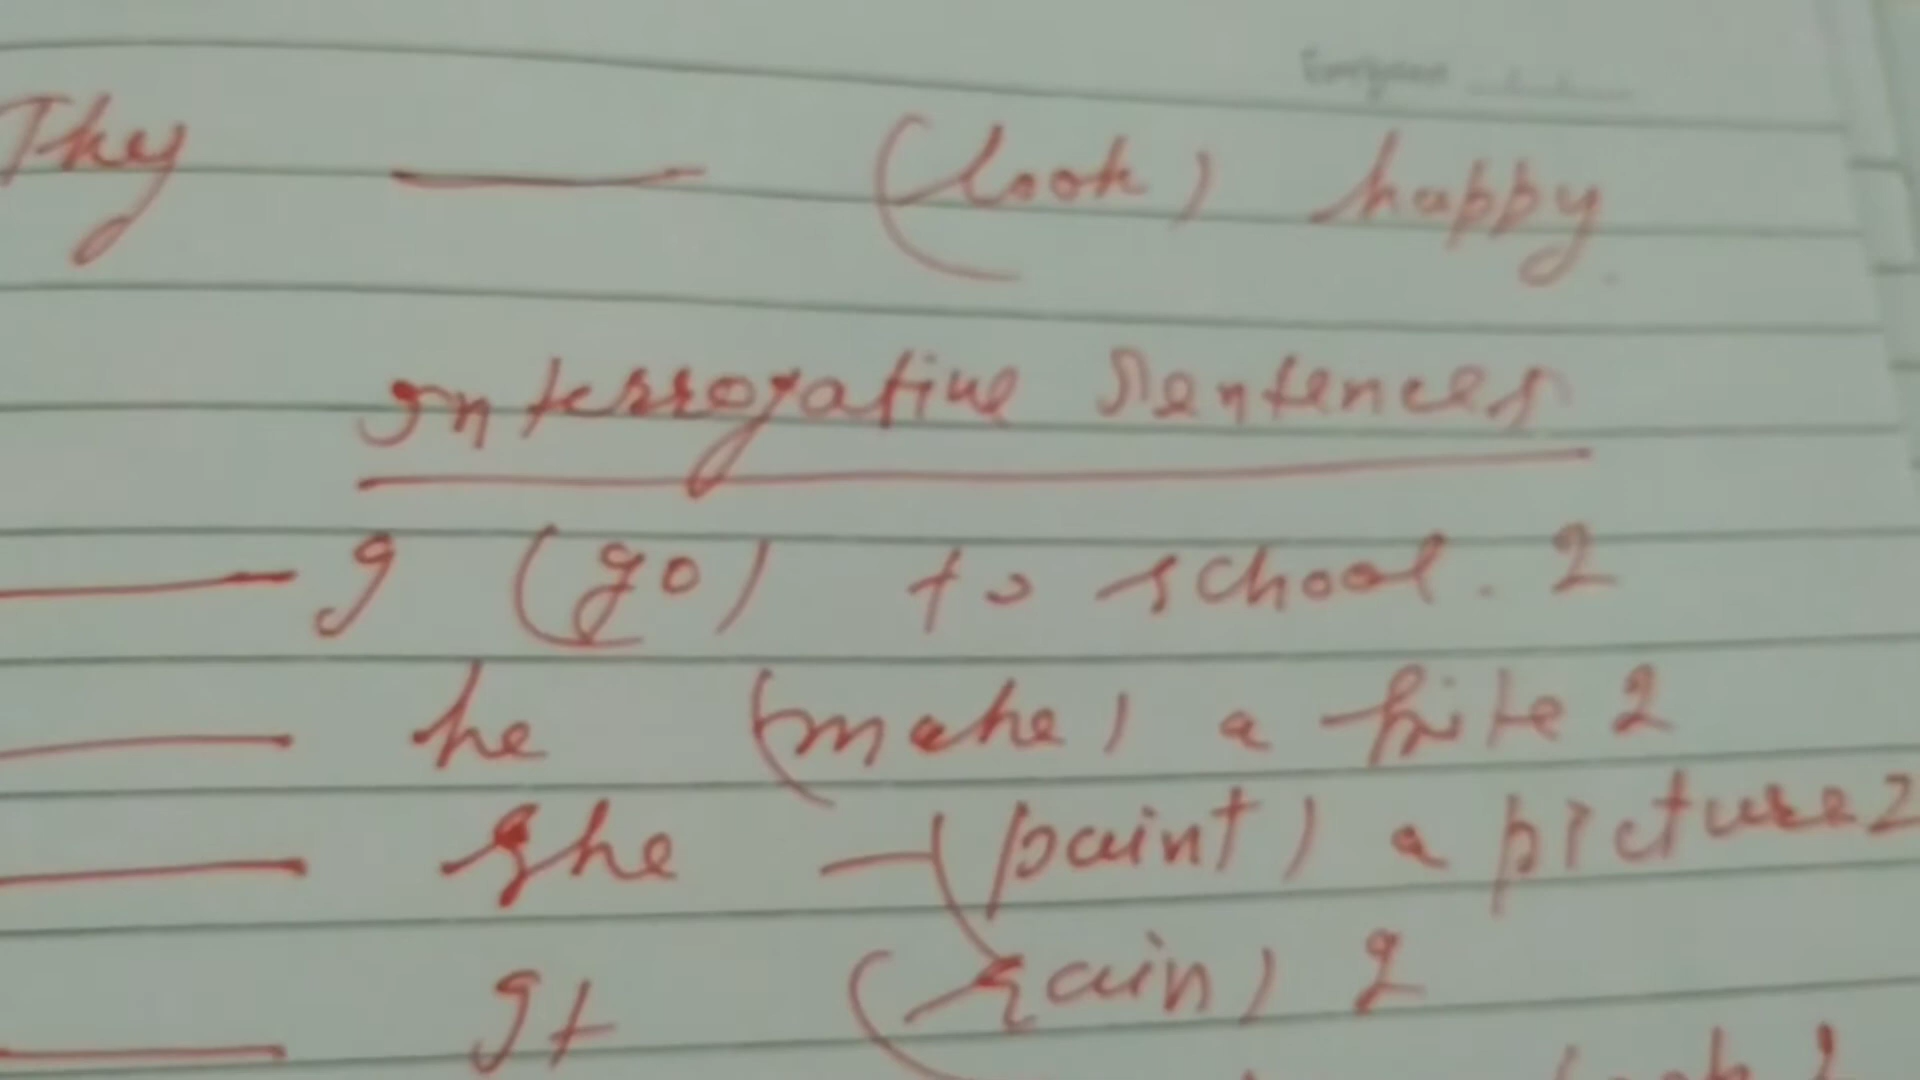 They ____ (look) happy.
Interrogative Sentences
____ I (go) to school. ?
____ he (make) a kite ?
____ She (paint) a picture ?
____ It (rain) ?